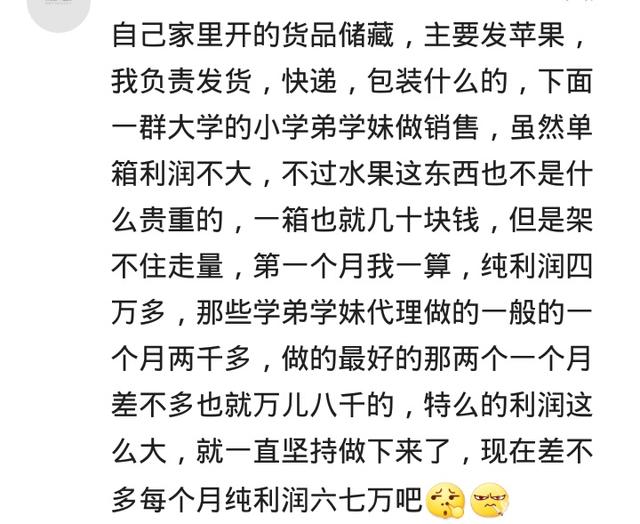 自己家里开的货品储藏，主要发苹果，
我负责发货，快递，包装什么的，下面
一群大学的小学弟学妹做销售，虽然单
箱利润不大，不过水果这东西也不是什
么贵重的，一箱也就几十块钱，但是架
不住走量，第一个月我一算，纯利润四
万多，那些学弟学妹代理做的一般的一
个月两千多，做的最好的那两个一个月
差不多也就万儿八千的，特么的利润这
么大，就一直坚持做下来了，现在差不
多每个月纯利润六七万吧